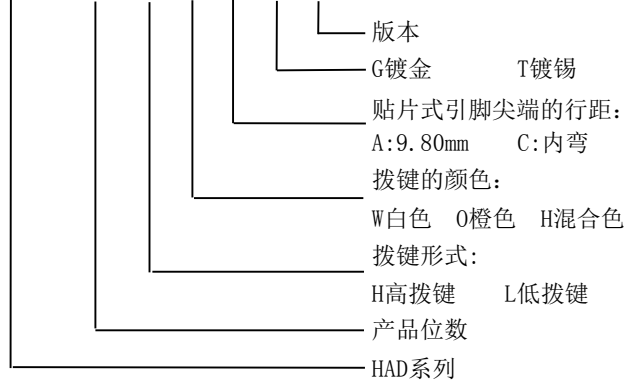 版本
G镀金 T镀锡
贴片式引脚尖端的行距:
A:9.80mm C:内弯
拨键的颜色:
W白色 O橙色 H混合色
拨键形式:
H高拨键 L低拨键
产品位数
HAD系列